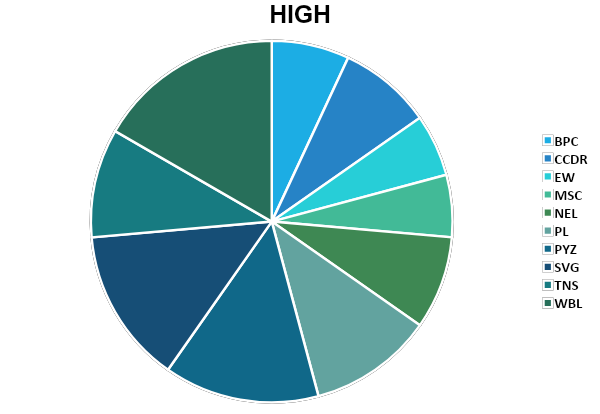 HIGH
BPC
CCDR
EW
MSC
NEL
PL
PYZ
SVG
TNS
WBL